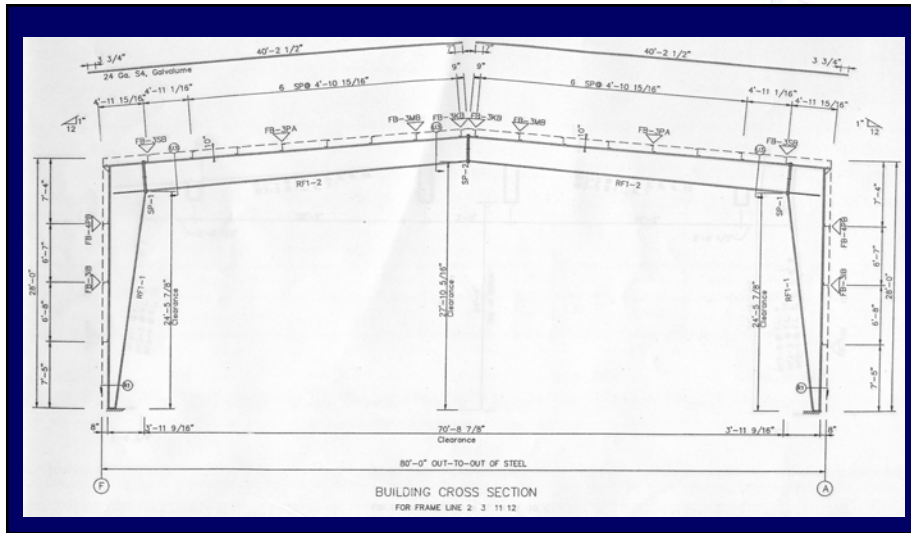 3 3/4" 40'-2 1/2" 2" 40'-2 1/2" 3 3/4"
24 Ga. S4, Galvalume
9" 9"
4'-11 15/16" 4'-11 1/16" 6 SP@ 4'-10 15/16" 6 SP@ 4'-10 15/16" 4'-11 1/16" 4'-11 15/16"
1" 12 1" 12
FB-3SB FB-3PA FB-3MB FB-3KB FB-3KB FB-3MB FB-3PA FB-3SB
10" 10"
SP-1 RF1-2 SP-2 RF1-2 SP-1
7'-4" 7'-4"
FB-4PB FB-4PB
6'-7" 6'-7"
28'-0" FB-3IB FB-3IB 28'-0"
RF1-1 24'-5 7/8" Clearance 27'-10 5/16" Clearance 24'-5 7/8" Clearance RF1-1
6'-8" 6'-8"
7'-5" 7'-5"
8" 3'-11 9/16" 70'-8 7/8" 3'-11 9/16" 8"
Clearance
80'-0" OUT-TO-OUT OF STEEL
F A
BUILDING CROSS SECTION
FOR FRAME LINE 2 3 11 12